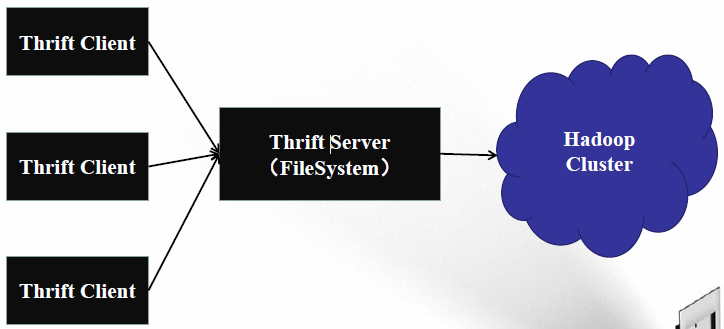 Thrift Client
Thrift Client
Thrift Client
Thrift Server
（FileSystem）
Hadoop
Cluster